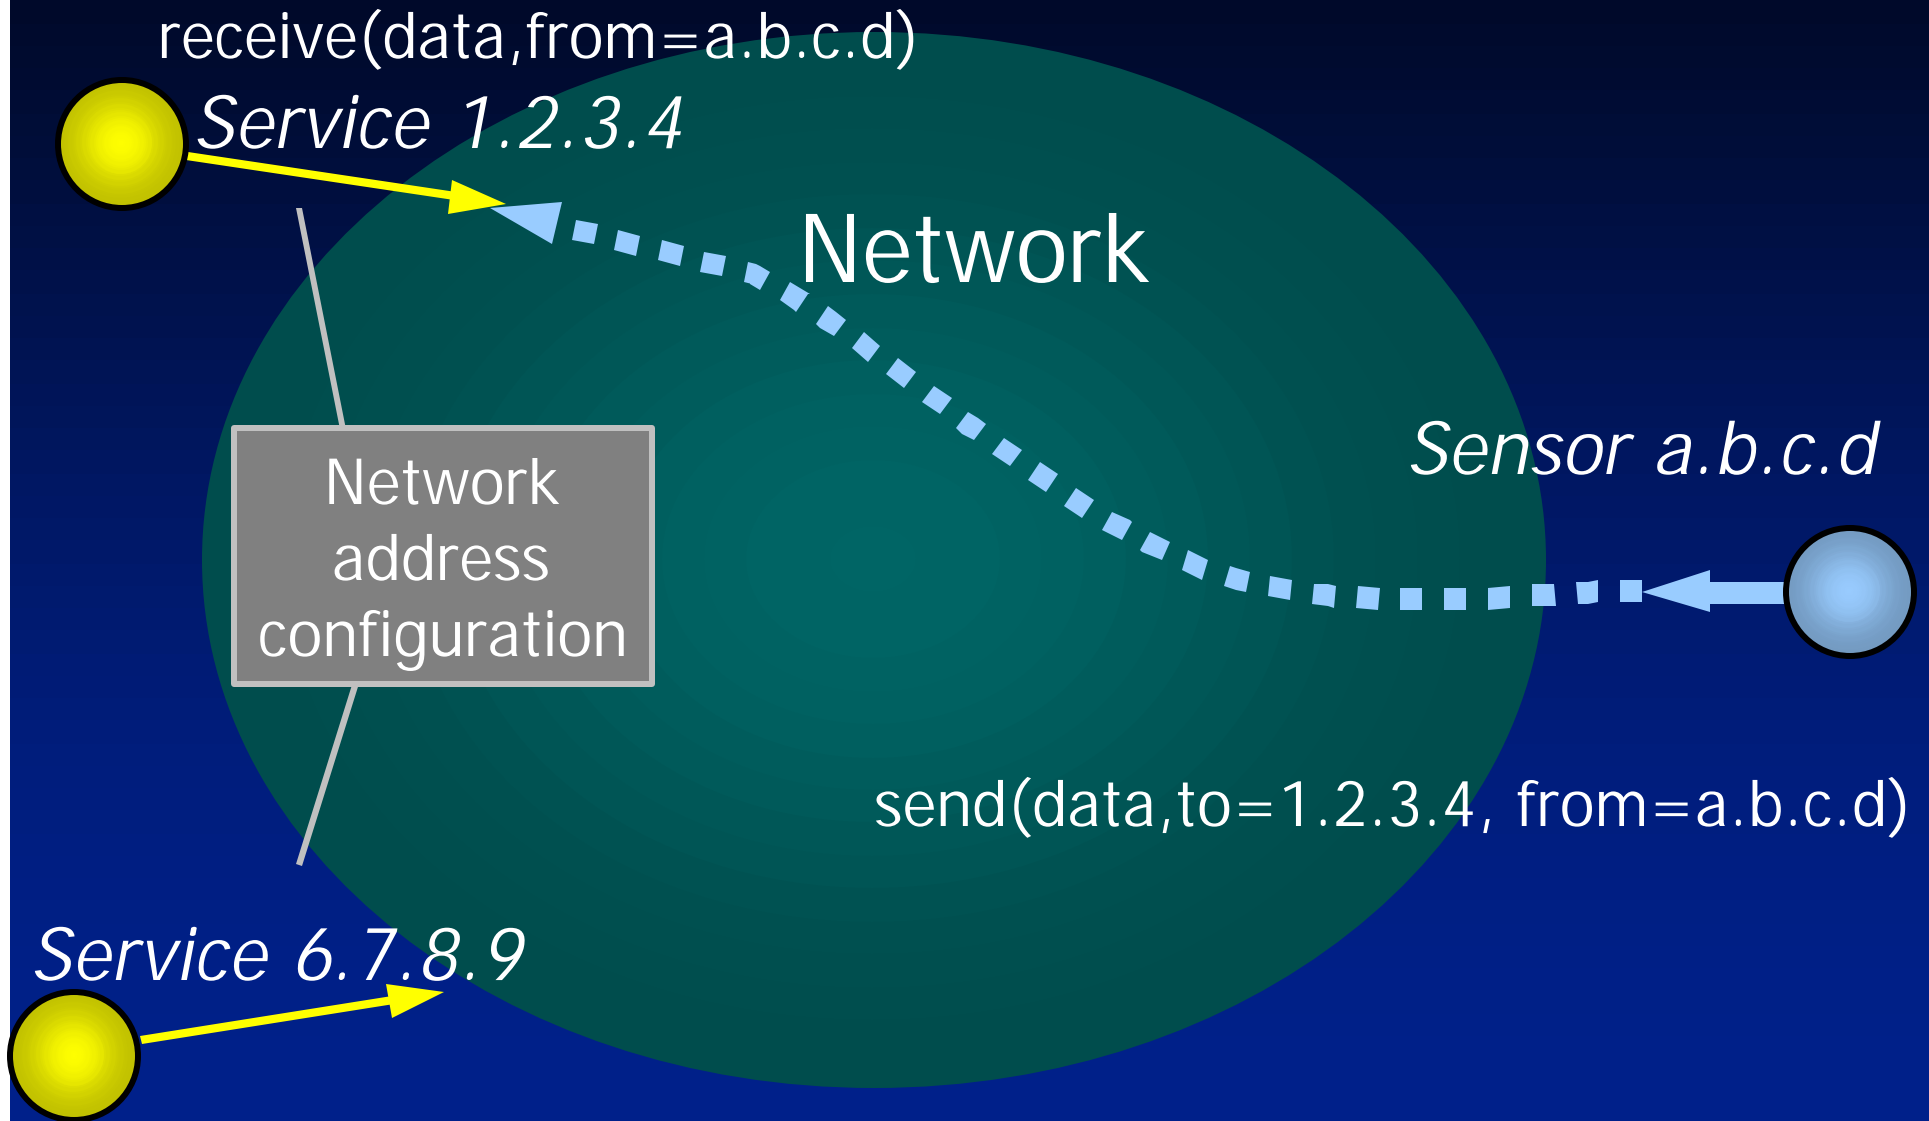 receive(data,from=a.b.c.d)
Service 1.2.3.4
Network
Sensor a.b.c.d
Network
address
configuration
send(data,to=1.2.3.4, from=a.b.c.d)
Service 6.7.8.9